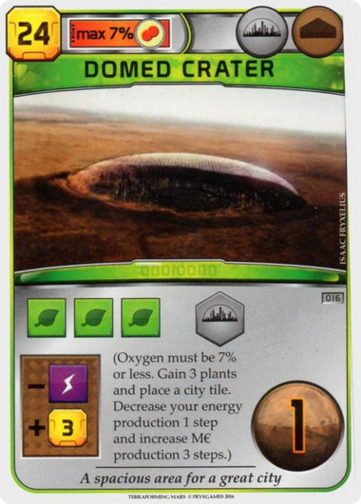 24 max 7%
DOMED CRATER
ISAAC FRYXELIUS
016
(Oxygen must be 7%
or less. Gain 3 plants
and place a city tile.
Decrease your energy
production 1 step
and increase M€
production 3 steps.)
−
+ 3
1
A spacious area for a great city
TERRAFORMING MARS © FRYXGAMES 2016